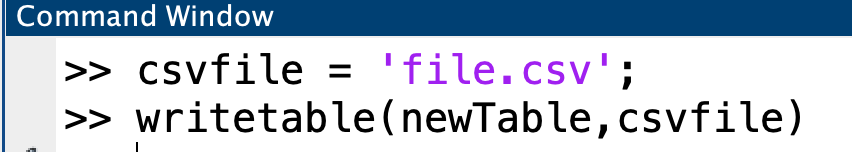 Command Window
>> csvfile = 'file.csv';
>> writetable(newTable,csvfile)